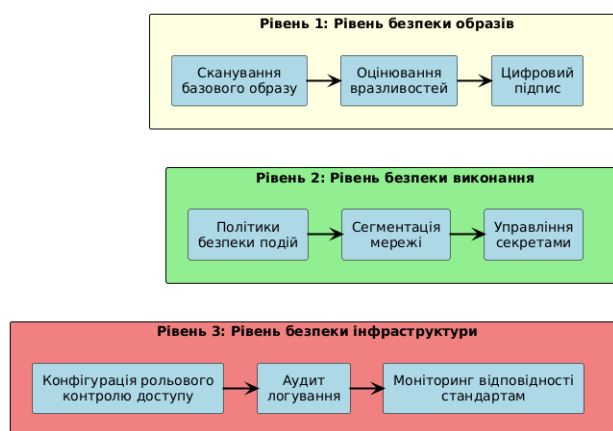 Рівень 1: Рівень безпеки образів
Сканування
базового образу
Оцінювання
вразливостей
Цифровий
підпис
Рівень 2: Рівень безпеки виконання
Політики
безпеки подій
Сегментація
мережі
Управління
секретами
Рівень 3: Рівень безпеки інфраструктури
Конфігурація рольового
контролю доступу
Аудит
логування
Моніторинг відповідності
стандартам